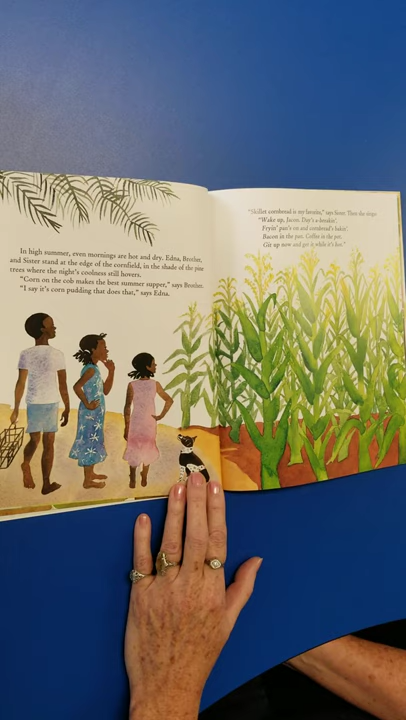 In high summer, even mornings are hot and dry. Edna, Brother,
and Sister stand at the edge of the cornfield, in the shade of the pine
trees where the night's coolness still hovers.
"Corn on the cob makes the best summer supper," says Brother.
"I say it's corn pudding that does that," says Edna.
"Skillet cornbread is my favorite," says Sister. Then she sings:
"Wake up, Jacob. Day's a-breakin'.
Fryin' pan's on and cornbread's bakin'.
Bacon in the pan. Coffee in the pot.
Git up now and get it while it's hot."